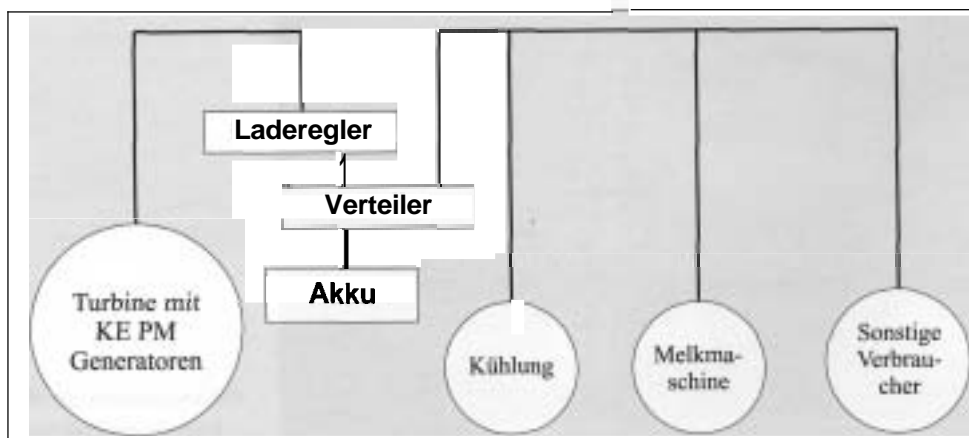 Laderegler
Verteiler
Akku
Turbine mit
KE PM
Generatoren
Kühlung
Melkma-
schine
Sonstige
Verbrau-
cher